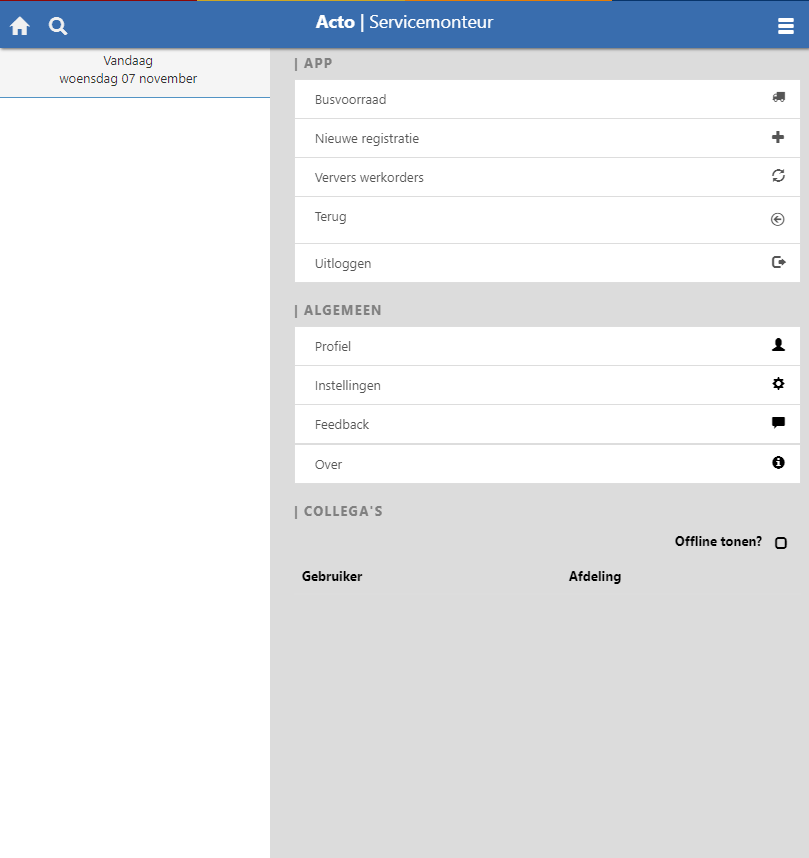 Acto | Servicemonteur
Vandaag
woensdag 07 november
| APP
Busvoorraad
Nieuwe registratie
Ververs werkorders
Terug
Uitloggen
| ALGEMEEN
Profiel
Instellingen
Feedback
Over
| COLLEGA'S
Offline tonen?
Gebruiker Afdeling